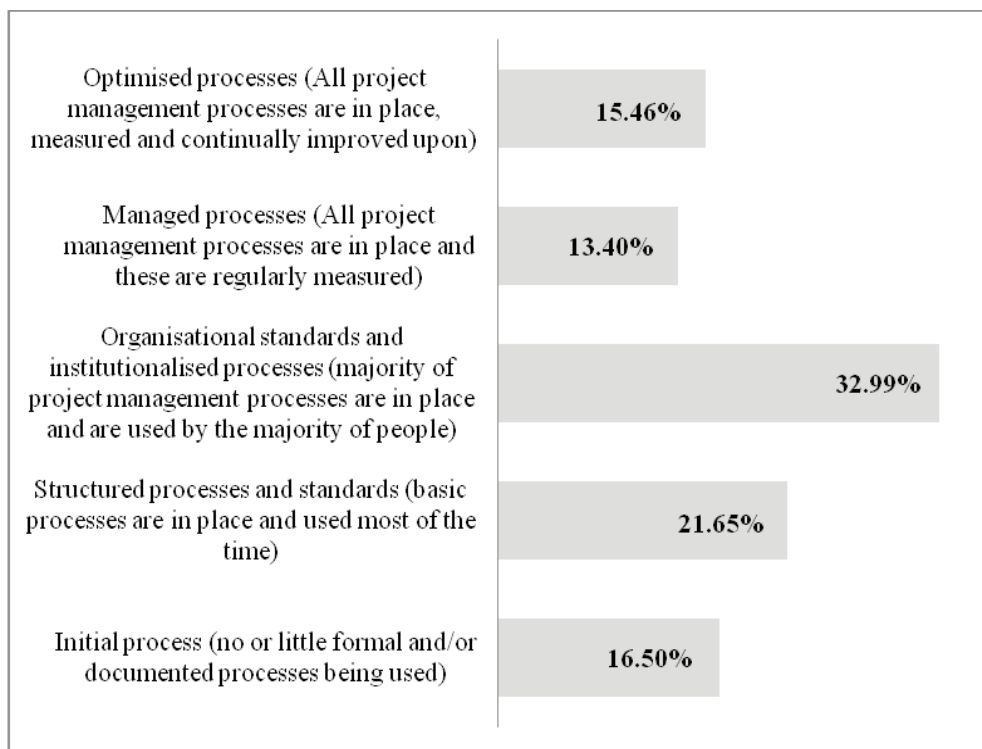 Optimised processes (All project
management processes are in place,
measured and continually improved upon)
15.46%
Managed processes (All project
management processes are in place and
these are regularly measured)
13.40%
Organisational standards and
institutionalised processes (majority of
project management processes are in place
and are used by the majority of people)
32.99%
Structured processes and standards (basic
processes are in place and used most of the
time)
21.65%
Initial process (no or little formal and/or
documented processes being used)
16.50%